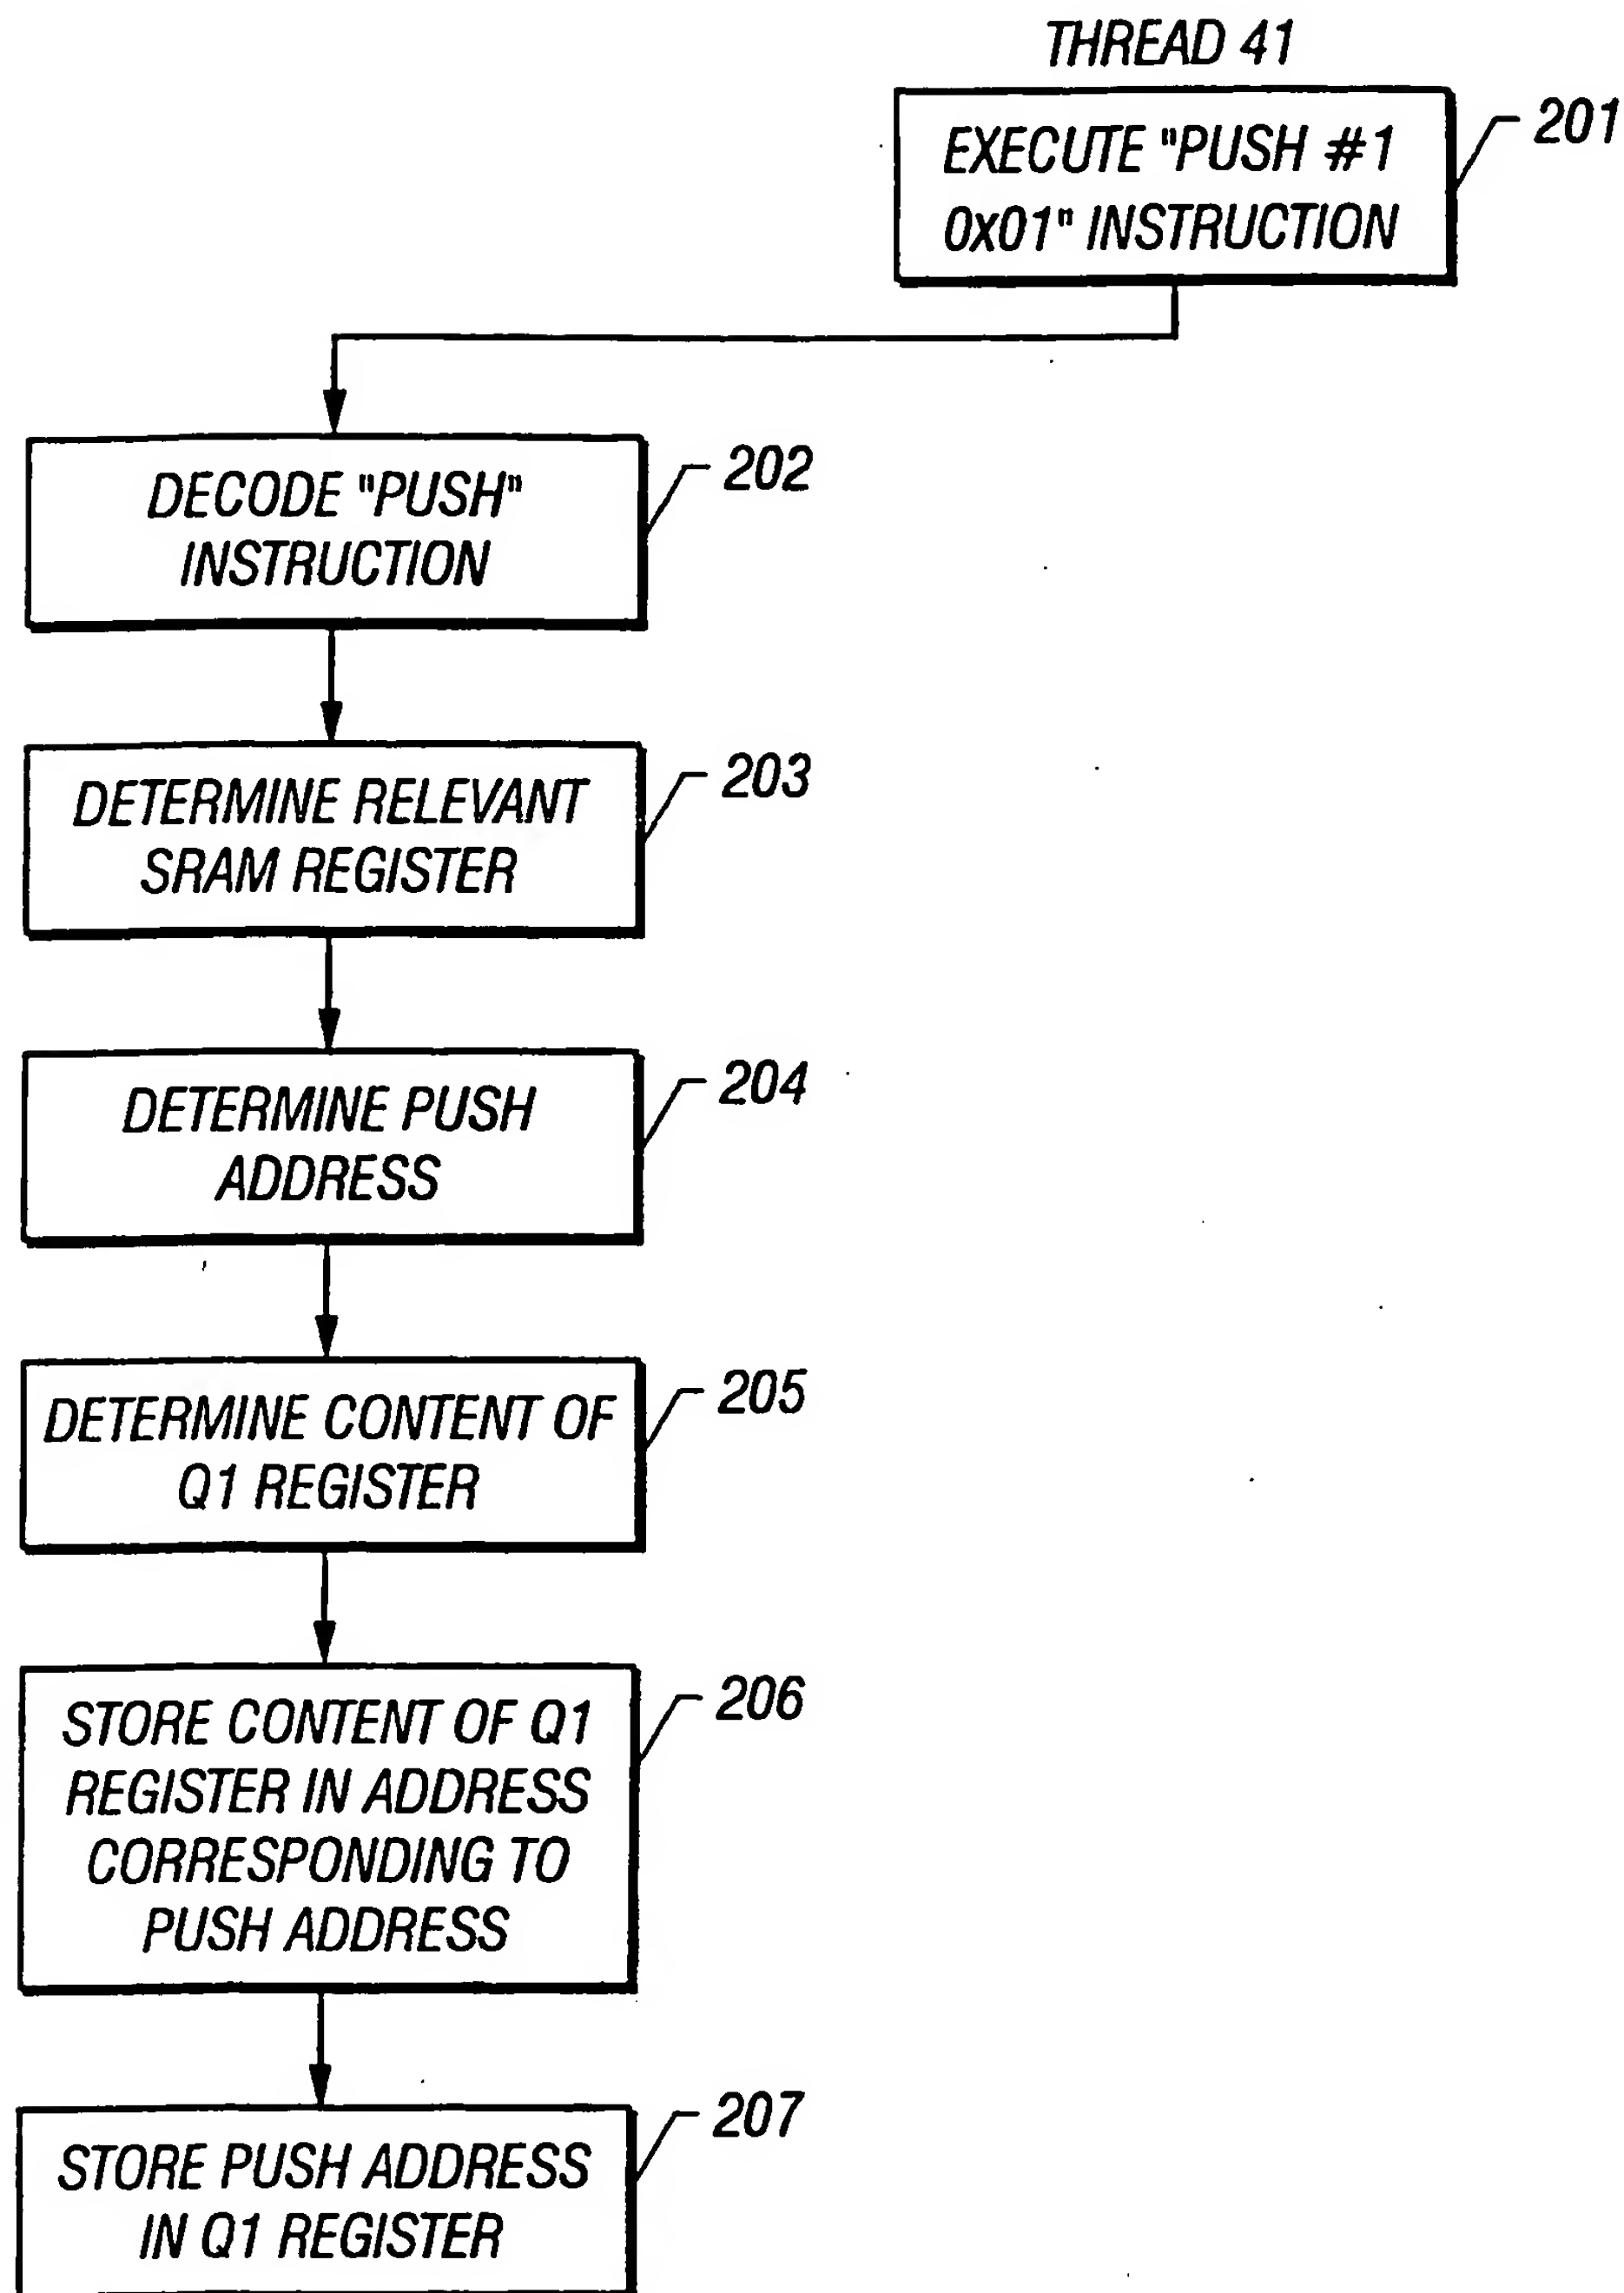 THREAD 41
EXECUTE "PUSH #1
0x01" INSTRUCTION
201
DECODE "PUSH"
INSTRUCTION
202
DETERMINE RELEVANT
SRAM REGISTER
203
DETERMINE PUSH
ADDRESS
204
DETERMINE CONTENT OF
Q1 REGISTER
205
STORE CONTENT OF Q1
REGISTER IN ADDRESS
CORRESPONDING TO
PUSH ADDRESS
206
STORE PUSH ADDRESS
IN Q1 REGISTER
207